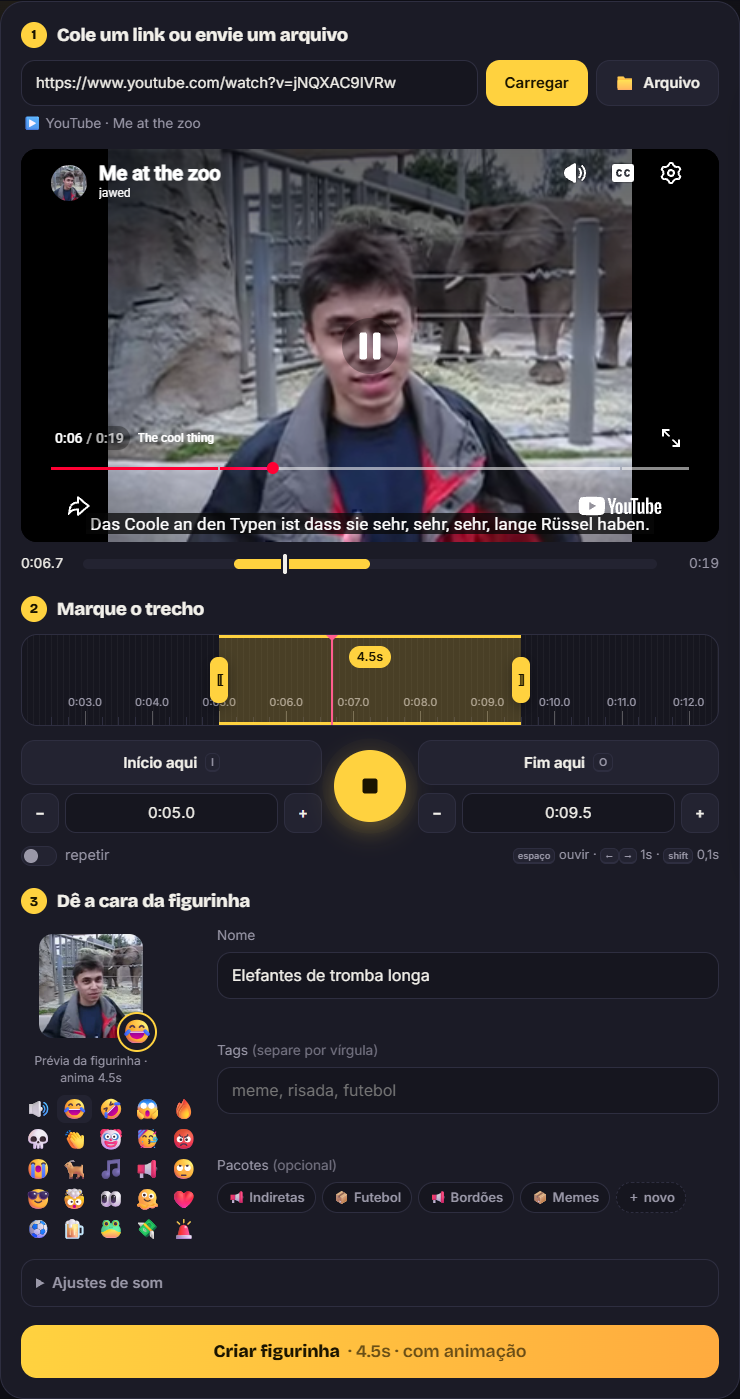 1 Cole um link ou envie um arquivo
https://www.youtube.com/watch?v=jNQXAC9IVRw
Carregar
Arquivo
YouTube · Me at the zoo
Me at the zoo
jawed
CC
0:06 / 0:19 The cool thing
YouTube
Das Coole an den Typen ist dass sie sehr, sehr, sehr, lange Rüssel haben.
0:06.7
0:19
2 Marque o trecho
4.5s
0:03.0 0:04.0 0:05.0 0:06.0 0:07.0 0:08.0 0:09.0 0:10.0 0:11.0 0:12.0
Início aqui I
Fim aqui O
− 0:05.0 +
− 0:09.5 +
repetir
espaço ouvir · ← → 1s · shift 0,1s
3 Dê a cara da figurinha
Prévia da figurinha ·
anima 4.5s
Nome
Elefantes de tromba longa
Tags (separe por vírgula)
meme, risada, futebol
Pacotes (opcional)
Indiretas
Futebol
Bordões
Memes
+ novo
Ajustes de som
Criar figurinha · 4.5s · com animação